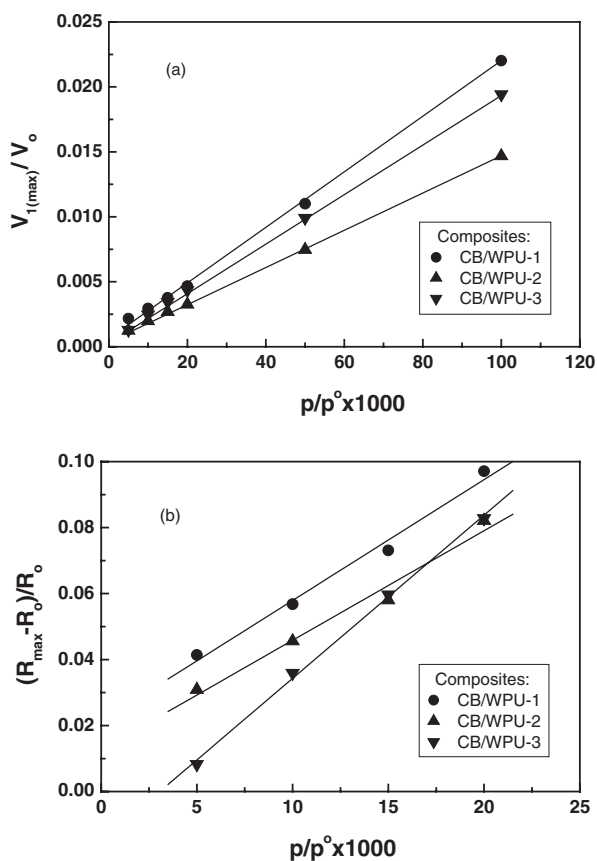 0.025
0.020
0.015
0.010
0.005
0.000
V1(max)/ Vo
(a)
Composites:
CB/WPU-1
CB/WPU-2
CB/WPU-3
0 20 40 60 80 100 120
p/p°x1000
0.10
0.08
0.06
0.04
0.02
0.00
(Rmax-Ro)/Ro
(b)
Composites:
CB/WPU-1
CB/WPU-2
CB/WPU-3
0 5 10 15 20 25
p/p°x1000